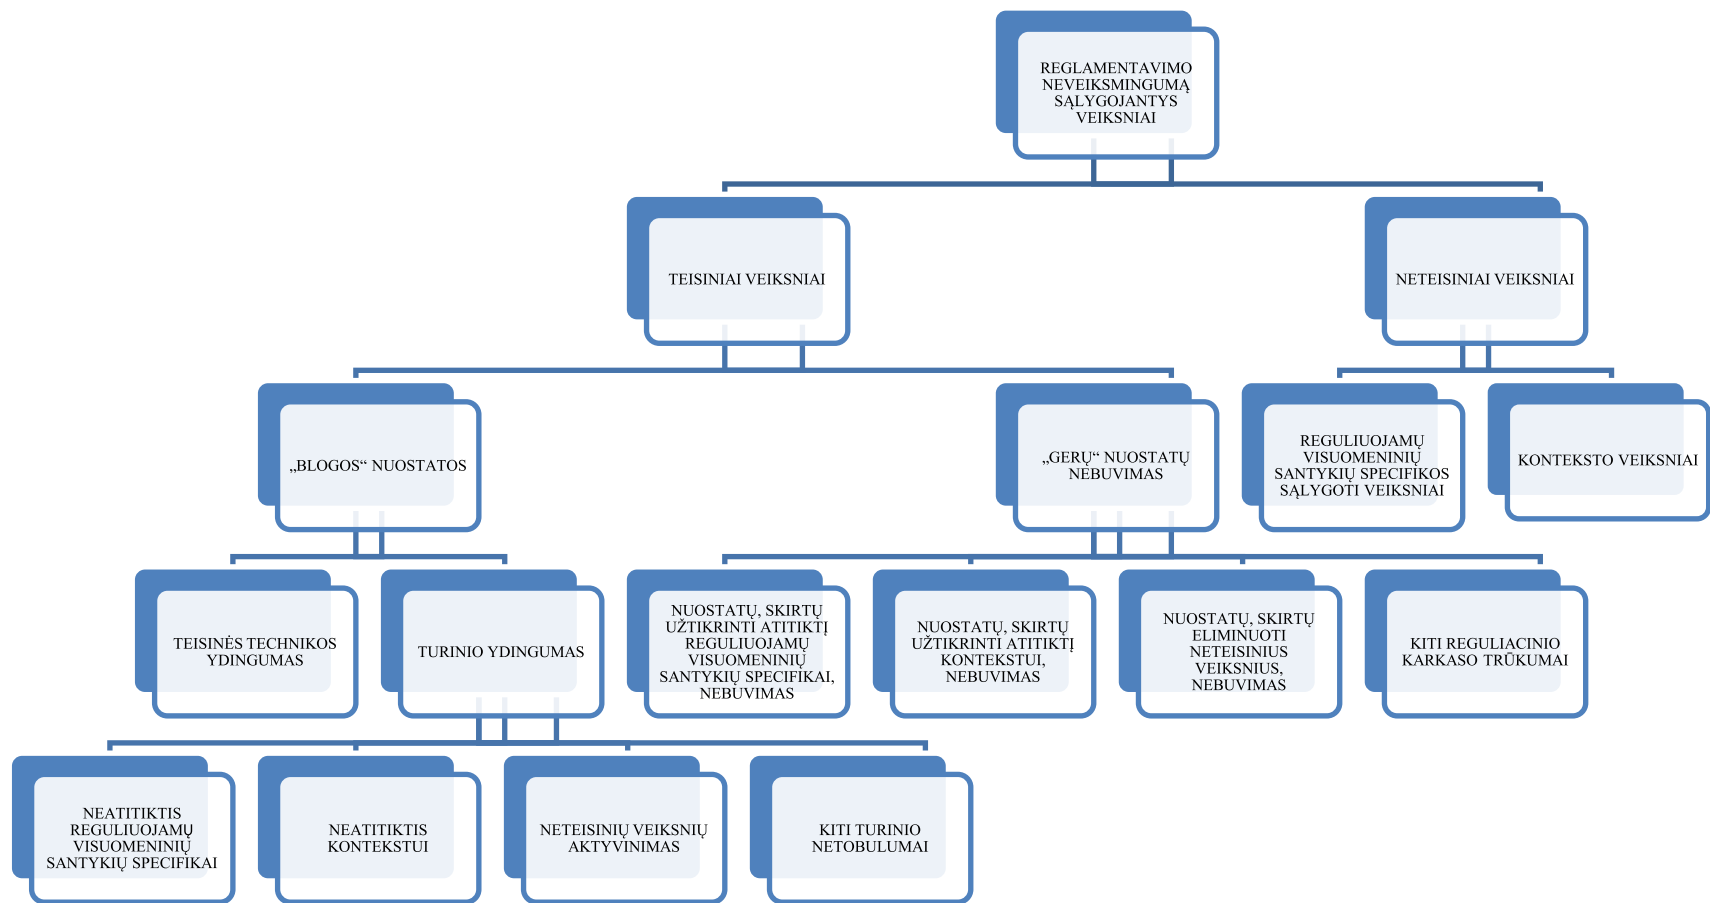 REGLAMENTAVIMO
NEVEIKSMINGUMĄ
SĄLYGOJANTYS
VEIKSNIAI
TEISINIAI VEIKSNIAI
NETEISINIAI VEIKSNIAI
„BLOGOS“ NUOSTATOS
„GERŲ“ NUOSTATŲ
NEBUVIMAS
REGULIUOJAMŲ
VISUOMENINIŲ
SANTYKIŲ SPECIFIKOS
SĄLYGOTI VEIKSNIAI
KONTEKSTO VEIKSNIAI
TEISINĖS TECHNIKOS
YDINGUMAS
TURINIO YDINGUMAS
NUOSTATŲ, SKIRTŲ
UŽTIKRINTI ATITIKTĮ
REGULIUOJAMŲ
VISUOMENINIŲ
SANTYKIŲ SPECIFIKAI,
NEBUVIMAS
NUOSTATŲ, SKIRTŲ
UŽTIKRINTI ATITIKTĮ
KONTEKSTUI,
NEBUVIMAS
NUOSTATŲ, SKIRTŲ
ELIMINUOTI
NETEISINIUS
VEIKSNIUS,
NEBUVIMAS
KITI REGULIACINIO
KARKASO TRŪKUMAI
NEATITIKTIS
REGULIUOJAMŲ
VISUOMENINIŲ
SANTYKIŲ SPECIFIKAI
NEATITIKTIS
KONTEKSTUI
NETEISINIŲ VEIKSNIŲ
AKTYVINIMAS
KITI TURINIO
NETOBULUMAI